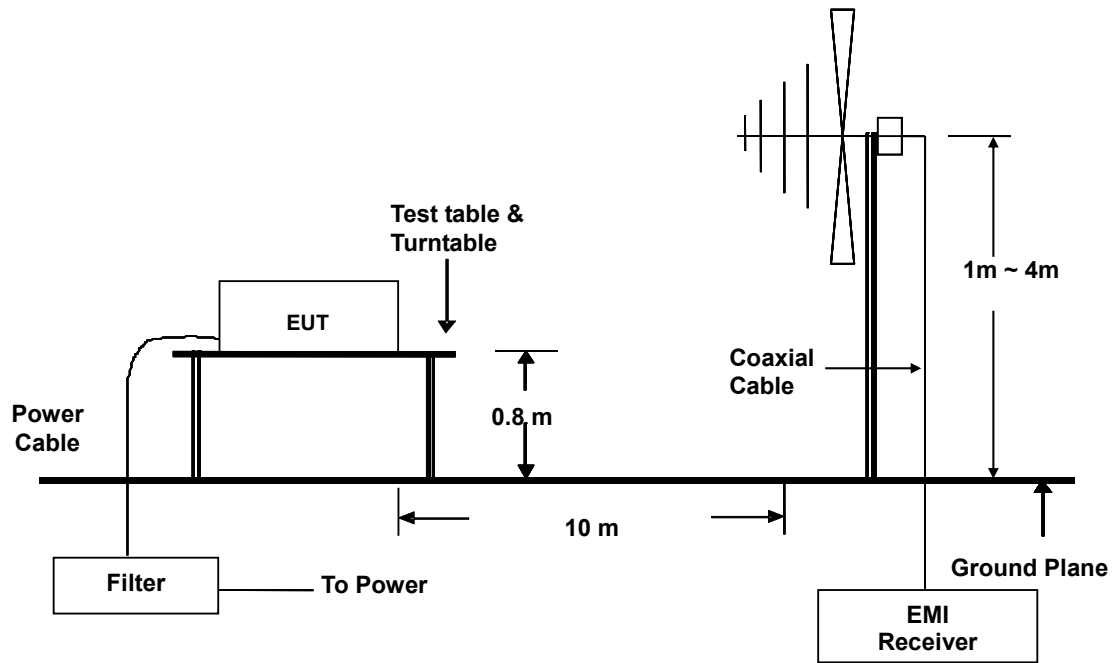 Test table &
Turntable
EUT
1m ~ 4m
Coaxial
Cable
0.8 m
Power
Cable
10 m
Filter
To Power
Ground Plane
EMI
Receiver